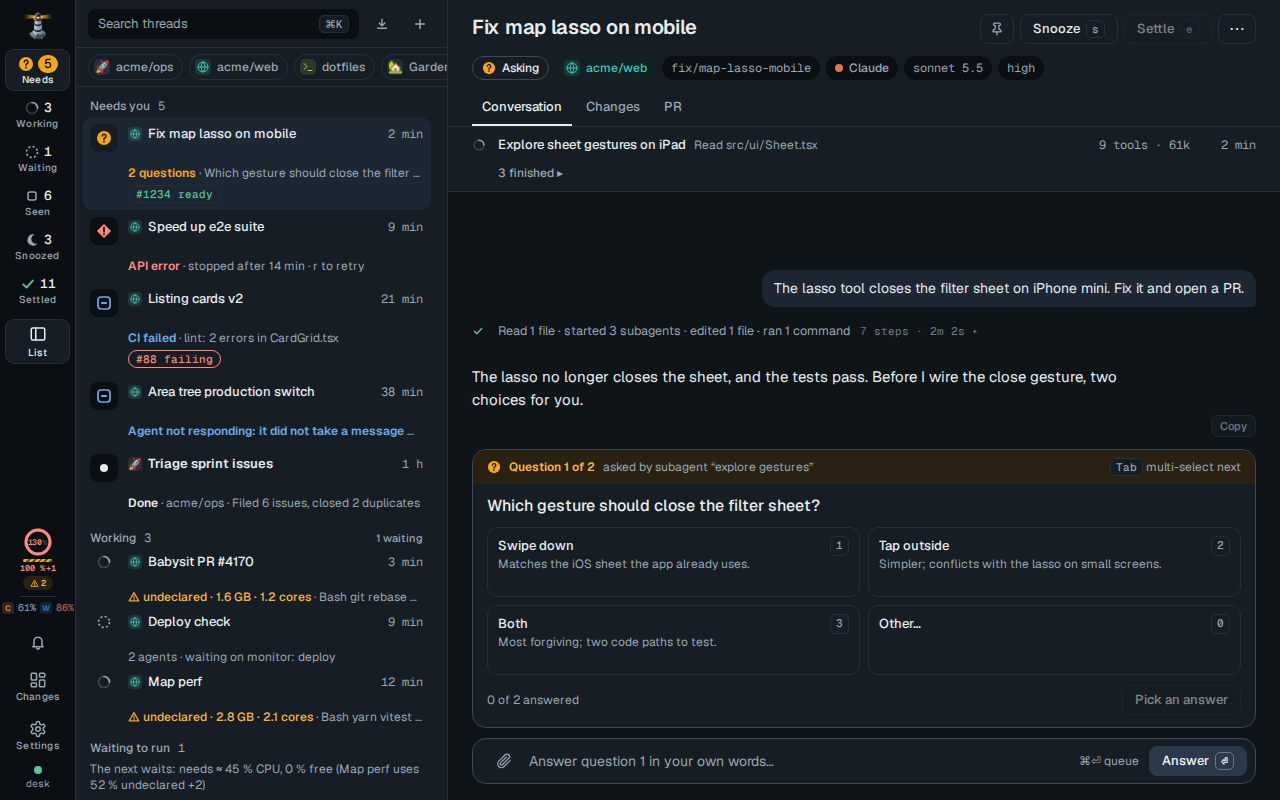 5
Needs
3
Working
1
Waiting
6
Seen
3
Snoozed
11
Settled
List
130%
100 %+1
2
C 61% W 86%
Changes
Settings
desk
Search threads ⌘K
acme/ops acme/web dotfiles Garden
Needs you 5
Fix map lasso on mobile 2 min
2 questions · Which gesture should close the filter …
#1234 ready
Speed up e2e suite 9 min
API error · stopped after 14 min · r to retry
Listing cards v2 21 min
CI failed · lint: 2 errors in CardGrid.tsx
#88 failing
Area tree production switch 38 min
Agent not responding: it did not take a message …
Triage sprint issues 1 h
Done · acme/ops · Filed 6 issues, closed 2 duplicates
Working 3 1 waiting
Babysit PR #4170 3 min
undeclared · 1.6 GB · 1.2 cores · Bash git rebase …
Deploy check 9 min
2 agents · waiting on monitor: deploy
Map perf 12 min
undeclared · 2.8 GB · 2.1 cores · Bash yarn vitest …
Waiting to run 1
The next waits: needs ≈ 45 % CPU, 0 % free (Map perf uses
52 % undeclared +2)
Fix map lasso on mobile
Snooze s Settle e
Asking acme/web fix/map-lasso-mobile Claude sonnet 5.5 high
Conversation Changes PR
Explore sheet gestures on iPad Read src/ui/Sheet.tsx 9 tools · 61k 2 min
3 finished ▸
The lasso tool closes the filter sheet on iPhone mini. Fix it and open a PR.
Read 1 file · started 3 subagents · edited 1 file · ran 1 command 7 steps · 2m 2s ▸
The lasso no longer closes the sheet, and the tests pass. Before I wire the close gesture, two
choices for you.
Copy
Question 1 of 2 asked by subagent “explore gestures” Tab multi-select next
Which gesture should close the filter sheet?
Swipe down 1
Matches the iOS sheet the app already uses.
Tap outside 2
Simpler; conflicts with the lasso on small screens.
Both 3
Most forgiving; two code paths to test.
Other… 0
0 of 2 answered Pick an answer
Answer question 1 in your own words… ⌘⏎ queue Answer ⏎